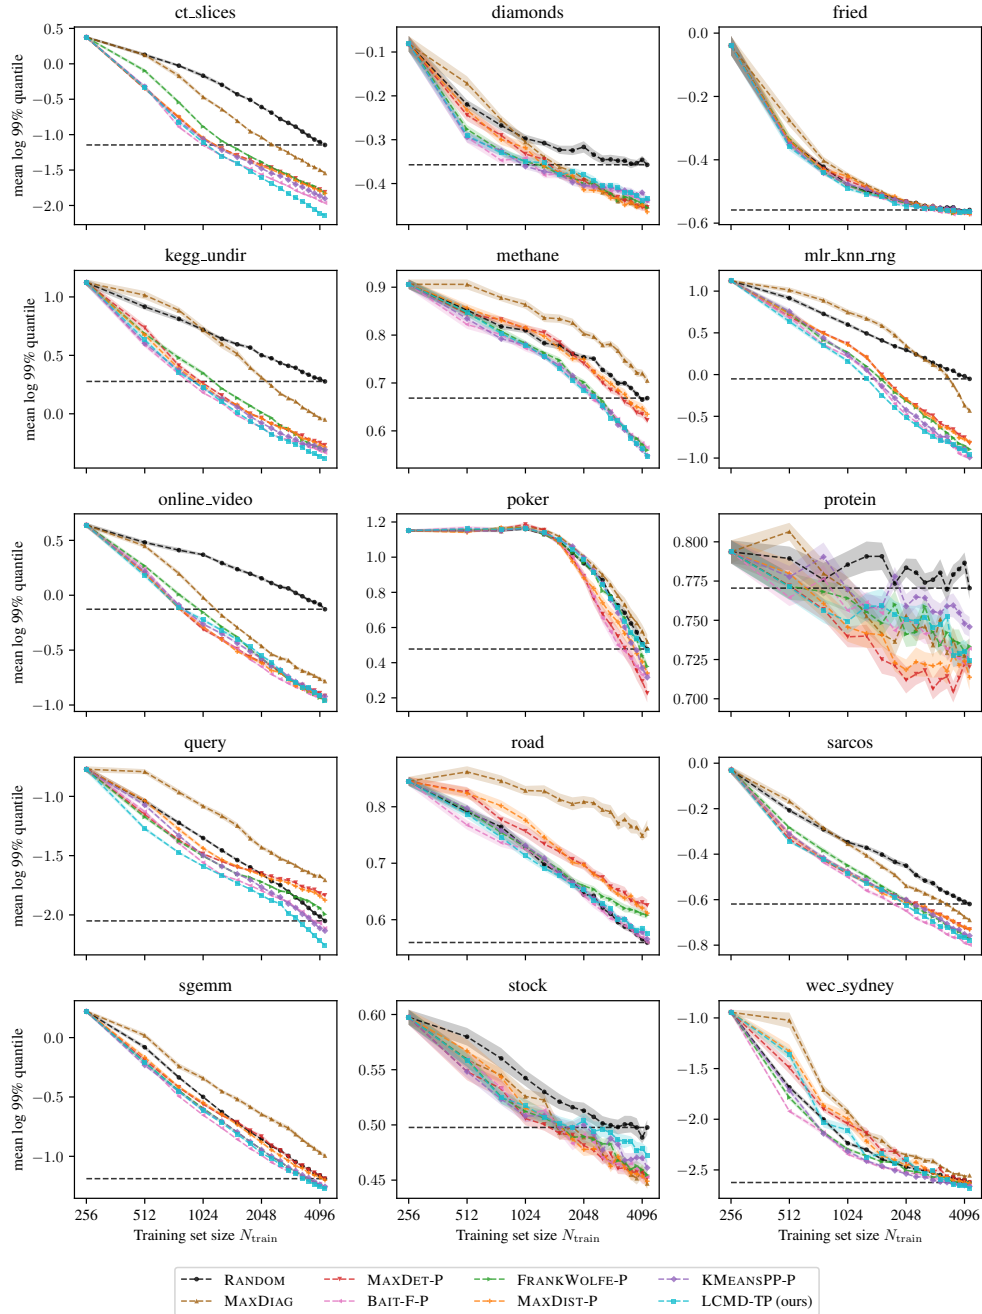 ct_slices diamonds fried
0.5 0.0 −0.5 −1.0 −1.5 −2.0
−0.1 −0.2 −0.3 −0.4
0.0 −0.2 −0.4 −0.6
mean log 99% quantile
kegg_undir methane mlr_knn_rng
1.0 0.5 0.0
0.9 0.8 0.7 0.6
1.0 0.5 0.0 −0.5 −1.0
mean log 99% quantile
online_video poker protein
0.5 0.0 −0.5 −1.0
1.2 1.0 0.8 0.6 0.4 0.2
0.800 0.775 0.750 0.725 0.700
mean log 99% quantile
query road sarcos
−1.0 −1.5 −2.0
0.8 0.7 0.6
0.0 −0.2 −0.4 −0.6 −0.8
mean log 99% quantile
sgemm stock wec_sydney
0.0 −0.5 −1.0
0.60 0.55 0.50 0.45
−1.0 −1.5 −2.0 −2.5
mean log 99% quantile
256 512 1024 2048 4096 256 512 1024 2048 4096 256 512 1024 2048 4096
Training set size Ntrain Training set size Ntrain Training set size Ntrain
RANDOM MAXDET-P FRANKWOLFE-P KMEANSPP-P
MAXDIAG BAIT-F-P MAXDIST-P LCMD-TP (ours)